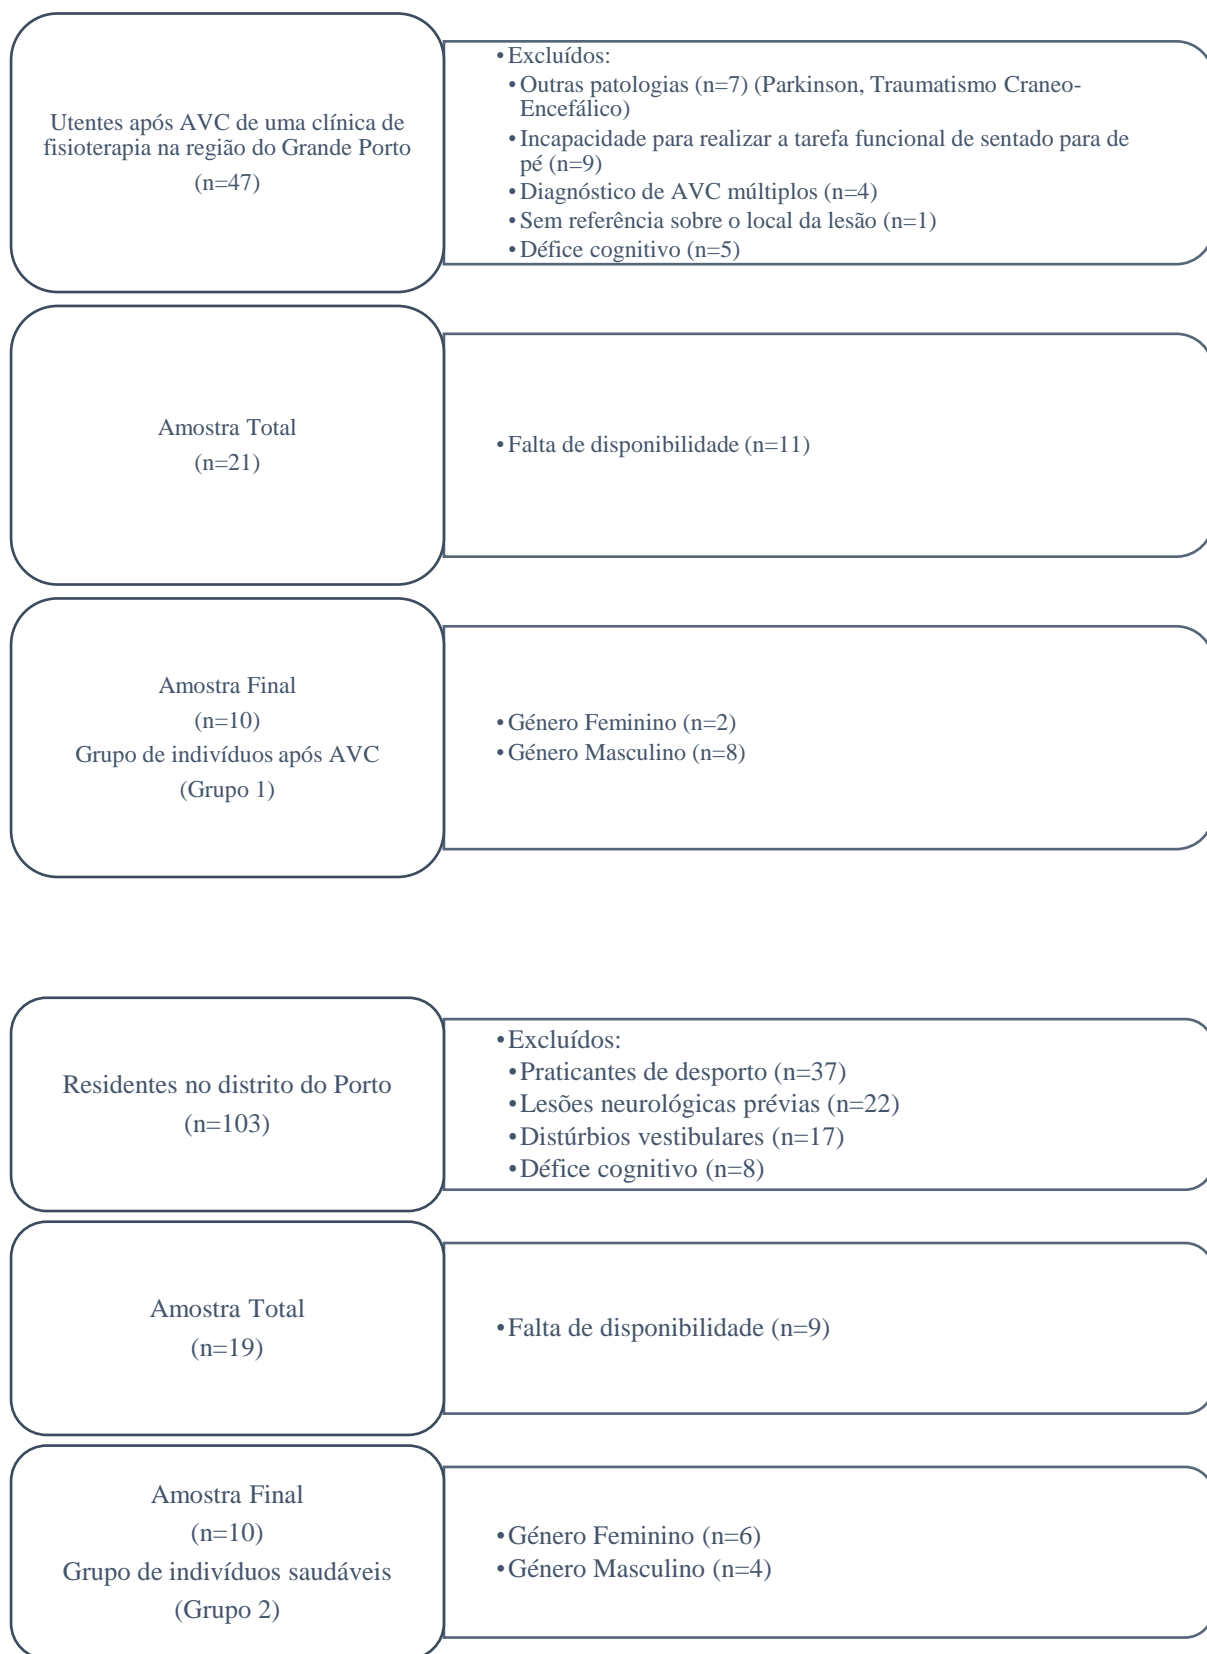 Utentes após AVC de uma clínica de
fisioterapia na região do Grande Porto
(n=47)
•Excluídos:
•Outras patologias (n=7) (Parkinson, Traumatismo Craneo-
Encefálico)
•Incapacidade para realizar a tarefa funcional de sentado para de
pé (n=9)
•Diagnóstico de AVC múltiplos (n=4)
•Sem referência sobre o local da lesão (n=1)
•Défice cognitivo (n=5)
Amostra Total
(n=21)
•Falta de disponibilidade (n=11)
Amostra Final
(n=10)
Grupo de indivíduos após AVC
(Grupo 1)
•Género Feminino (n=2)
•Género Masculino (n=8)
Residentes no distrito do Porto
(n=103)
•Excluídos:
•Praticantes de desporto (n=37)
•Lesões neurológicas prévias (n=22)
•Distúrbios vestibulares (n=17)
•Défice cognitivo (n=8)
Amostra Total
(n=19)
•Falta de disponibilidade (n=9)
Amostra Final
(n=10)
Grupo de indivíduos saudáveis
(Grupo 2)
•Género Feminino (n=6)
•Género Masculino (n=4)